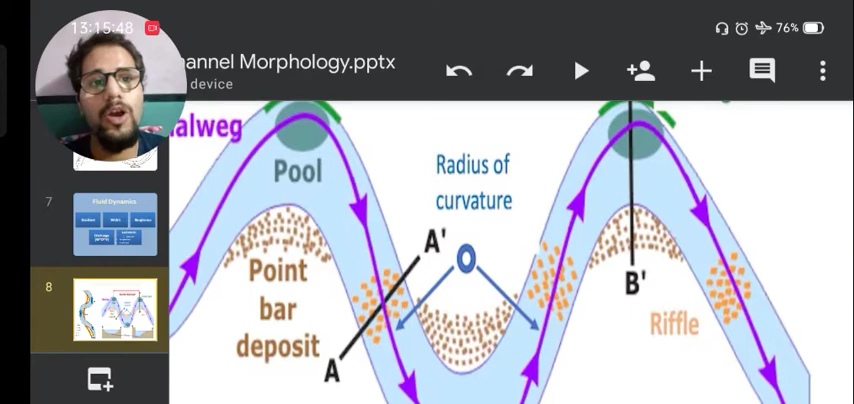 13:15:48
76%
hannel Morphology.pptx
device
7
Fluid Dynamics
8
alweg
Pool
Radius of
curvature
A'
Point
bar
deposit
A
B'
Riffle